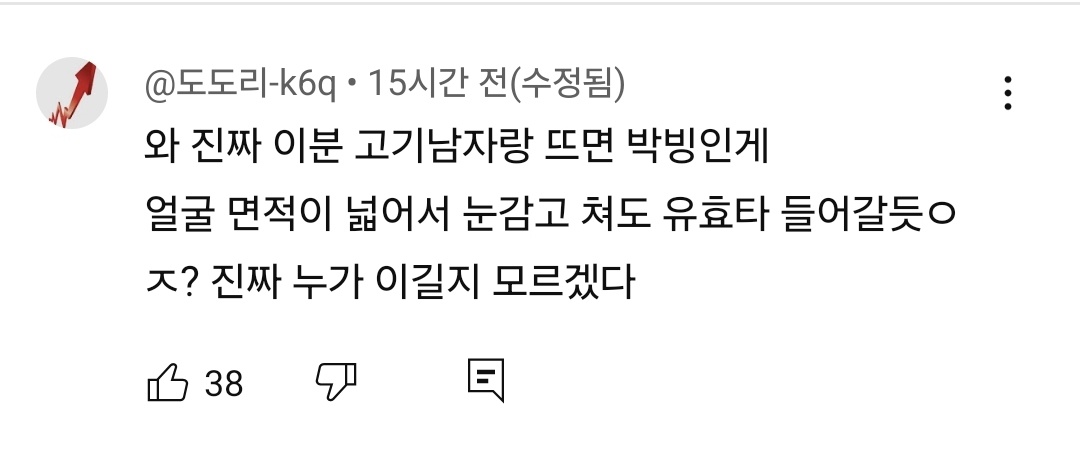 @도도리-k6q • 15시간 전(수정됨)
와 진짜 이분 고기남자랑 뜨면 박빙인게
얼굴 면적이 넓어서 눈감고 쳐도 유효타 들어갈듯ㅇ
ㅈ? 진짜 누가 이길지 모르겠다
38